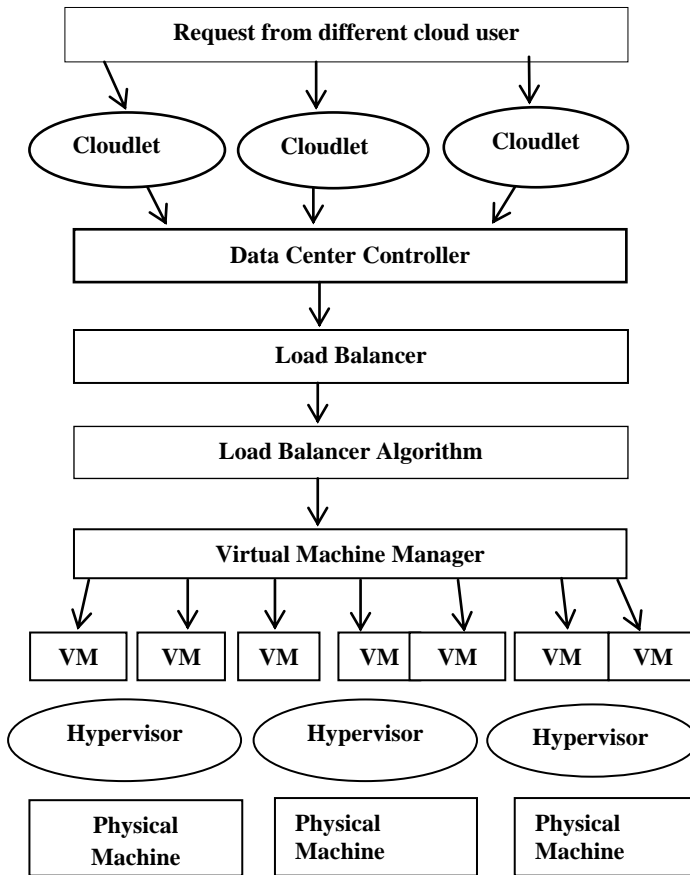 Request from different cloud user
Cloudlet
Cloudlet
Cloudlet
Data Center Controller
Load Balancer
Load Balancer Algorithm
Virtual Machine Manager
VM
VM
VM
VM
VM
VM
VM
Hypervisor
Hypervisor
Hypervisor
Physical
Machine
Physical
Machine
Physical
Machine